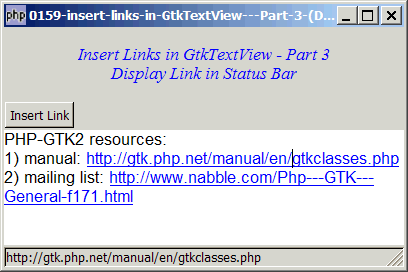 php 0159-insert-links-in-GtkTextView---Part-3-(D...
Insert Links in GtkTextView - Part 3
Display Link in Status Bar
Insert Link
PHP-GTK2 resources:
1) manual: http://gtk.php.net/manual/en/gtkclasses.php
2) mailing list: http://www.nabble.com/Php---GTK---
General-f171.html
http://gtk.php.net/manual/en/gtkclasses.php